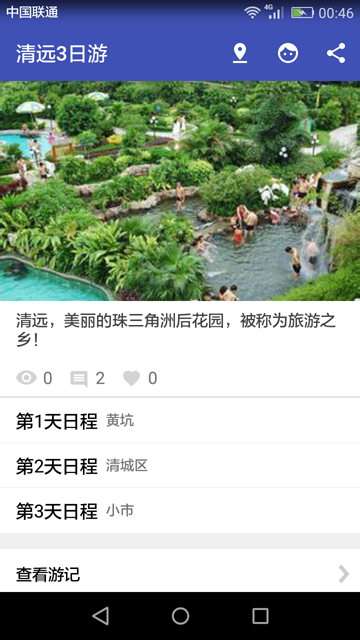 中国联通 4G 00:46
清远3日游
清远，美丽的珠三角洲后花园，被称为旅游之
乡！
0 2 0
第1天日程 黄坑
第2天日程 清城区
第3天日程 小市
查看游记